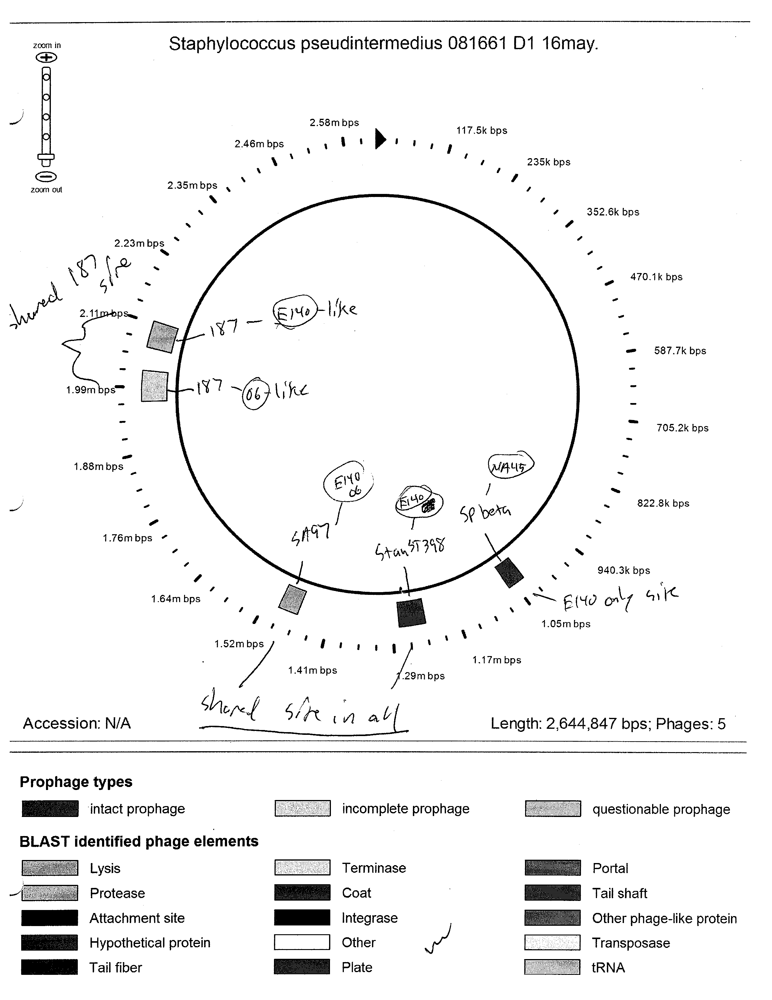 Staphylococcus pseudintermedius 081661 D1 16may.
zoom in
zoom out
2.58m bps
117.5k bps
2.46m bps
235k bps
2.35m bps
352.6k bps
2.23m bps
shared 187 site
470.1k bps
2.11m bps
187 - E140-like
587.7k bps
1.99m bps
187 - 06-like
705.2k bps
1.88m bps
NA45
E140
06
E140
822.8k bps
SP beta
SA97
StauST398
1.76m bps
940.3k bps
E140 only site
1.64m bps
1.05m bps
1.52m bps
1.41m bps
1.17m bps
1.29m bps
shared site in all
Accession: N/A
Length: 2,644,847 bps; Phages: 5
Prophage types
intact prophage
incomplete prophage
questionable prophage
BLAST identified phage elements
Lysis
Terminase
Portal
Protease
Coat
Tail shaft
Attachment site
Integrase
Other phage-like protein
Hypothetical protein
Other
Transposase
Tail fiber
Plate
tRNA